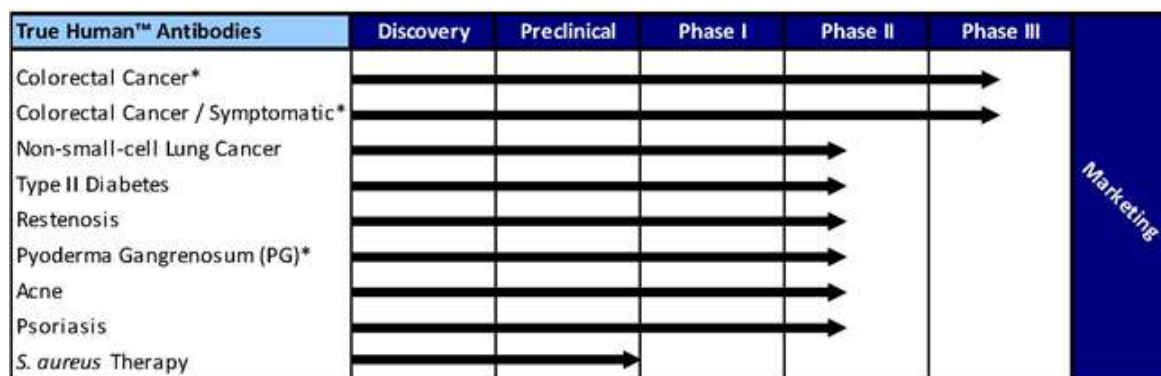 True Human™ Antibodies Discovery Preclinical Phase I Phase II Phase III
Colorectal Cancer*
Colorectal Cancer / Symptomatic*
Non-small-cell Lung Cancer
Type II Diabetes
Restenosis
Pyoderma Gangrenosum (PG)*
Acne
Psoriasis
S. aureus Therapy
Marketing